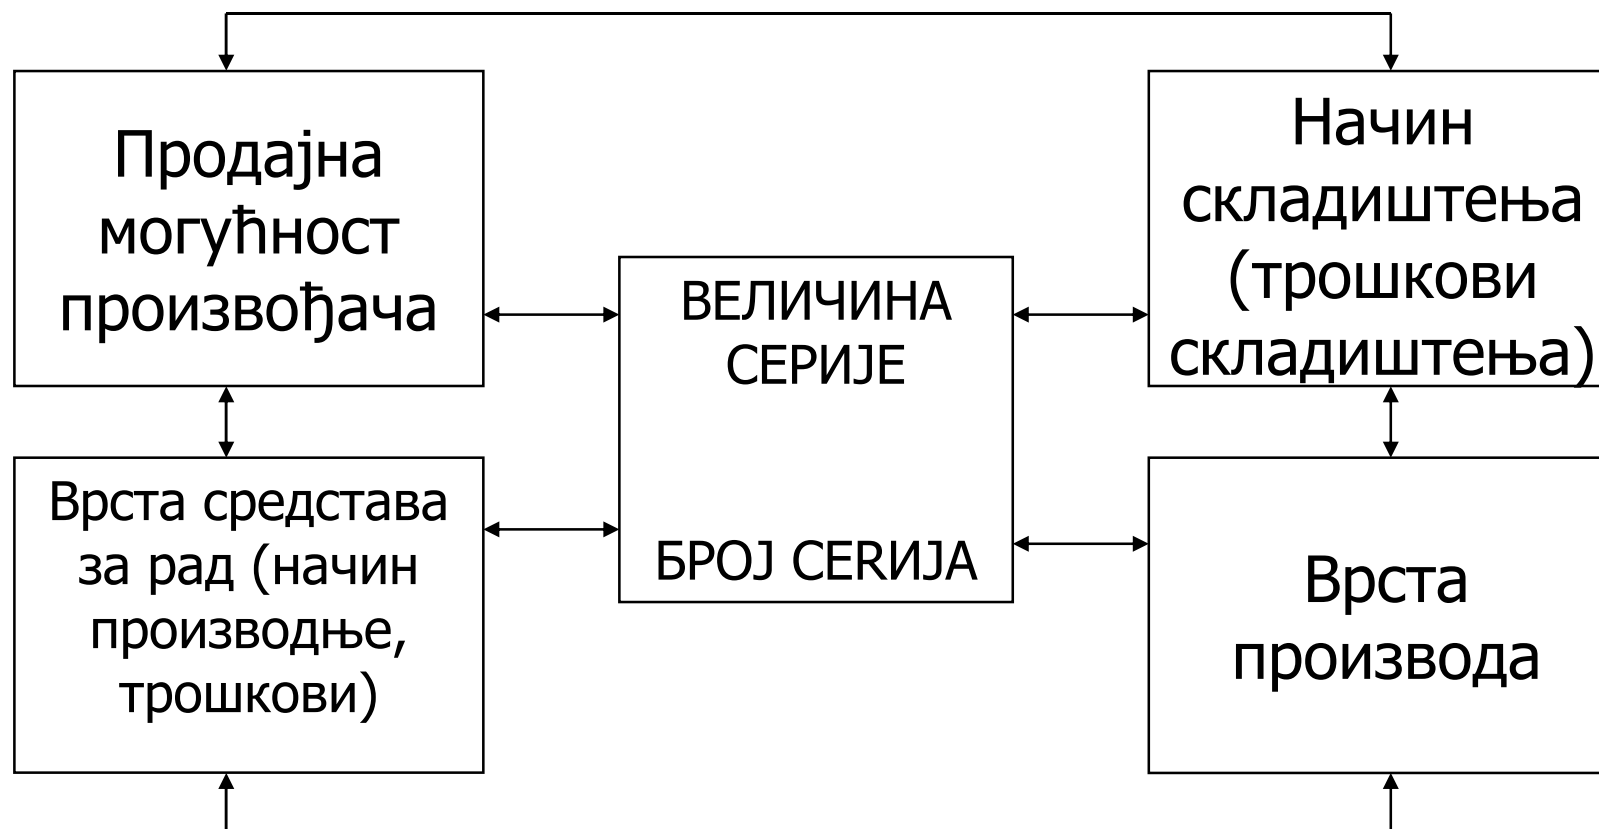 Продајна
могућност
произвођача
Начин
складиштења
(трошкови
складиштења)
ВЕЛИЧИНА
СЕРИЈЕ
БРОЈ СЕRИЈА
Врста средстава
за рад (начин
производње,
трошкови)
Врста
производа